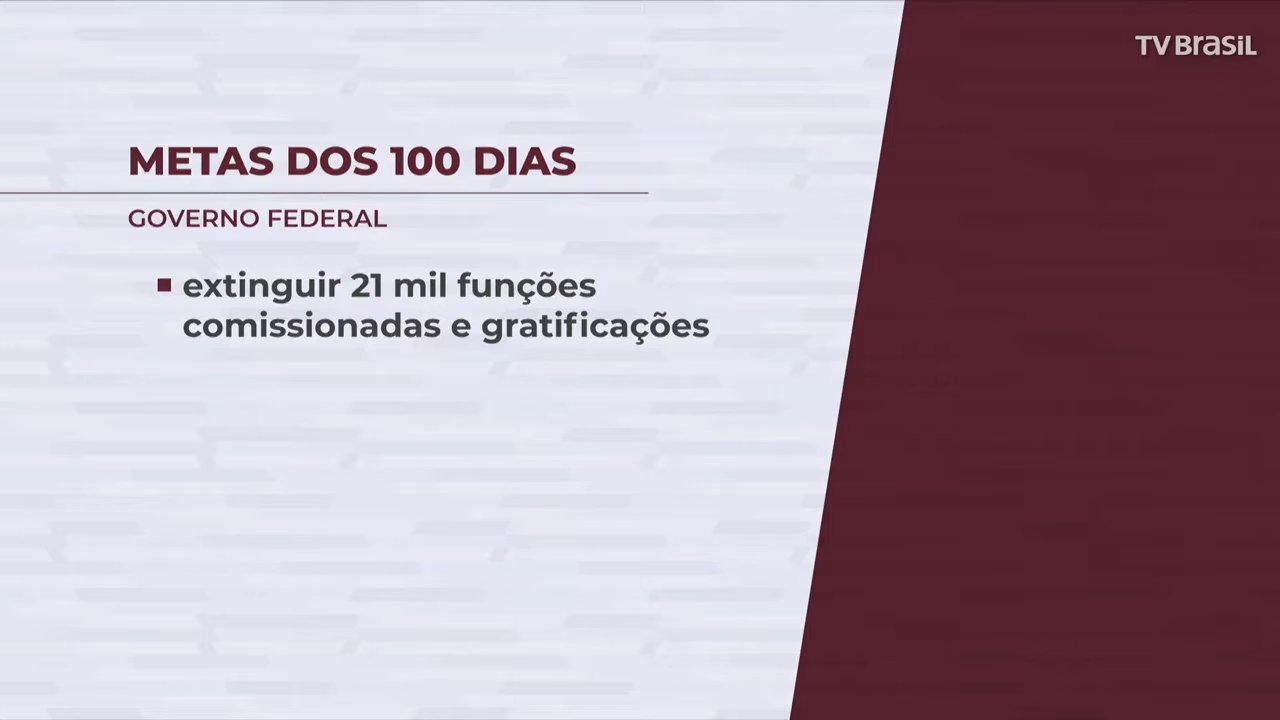 TV BRASIL
METAS DOS 100 DIAS
GOVERNO FEDERAL
extinguir 21 mil funções
comissionadas e gratificações